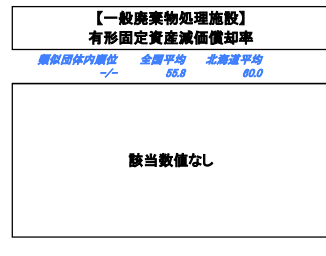 【一般廃棄物処理施設】
有形固定資産減価償却率
類似団体内順位 全国平均 北海道平均
-/- 55.8 60.0
該当数値なし